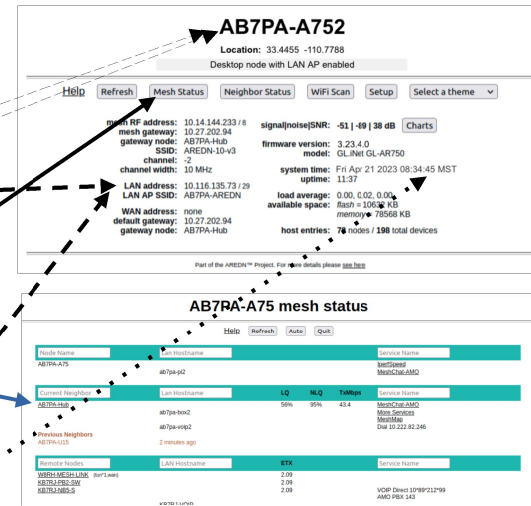 AB7PA-A752
Location: 33.4455 -110.7788
Desktop node with LAN AP enabled
Help Refresh Mesh Status Neighbor Status WiFi Scan Setup Select a theme
mesh RF address: 10.14.144.233 / 8
mesh gateway: 10.27.202.94
gateway node: AB7PA-Hub
SSID: AREDN-10-v3
channel: -2
channel width: 10 MHz
LAN address: 10.116.135.73 / 29
LAN AP SSID: AB7PA-AREDN
WAN address: none
default gateway: 10.27.202.94
gateway node: AB7PA-Hub
signal|noise|SNR: -51 | -89 | 38 dB Charts
firmware version: 3.23.4.0
model: GL.iNet GL-AR750
system time: Fri Apr 21 2023 08:34:45 MST
uptime: 11:37
load average: 0.00, 0.02, 0.00
available space: flash = 10632 KB
memory = 78568 KB
host entries: 78 nodes / 198 total devices
Part of the AREDN™ Project. For more details please see here
AB7PA-A75 mesh status
Help Refresh Auto Quit
Node Name Lan Hostname Service Name
AB7PA-A75 IperfSpeed
ab7pa-pi2 MeshChat-AMO
Current Neighbor Lan Hostname LQ NLQ TxMbps Service Name
AB7PA-Hub 56% 95% 43.4 MeshChat-AMO
ab7pa-box2 More Services
MeshMap
ab7pa-voip2 Dial 10.222.82.246
Previous Neighbors
AB7PA-U15 2 minutes ago
Remote Nodes LAN Hostname ETX Service Name
W8RH-MESH-LINK (tun*1,wan) 2.09
KB7RJ-PB2-SW 2.09
KB7RJ-NB5-S 2.09 VOIP Direct 10*89*212*99
AMO PBX 143
KB7RJ-VOIP